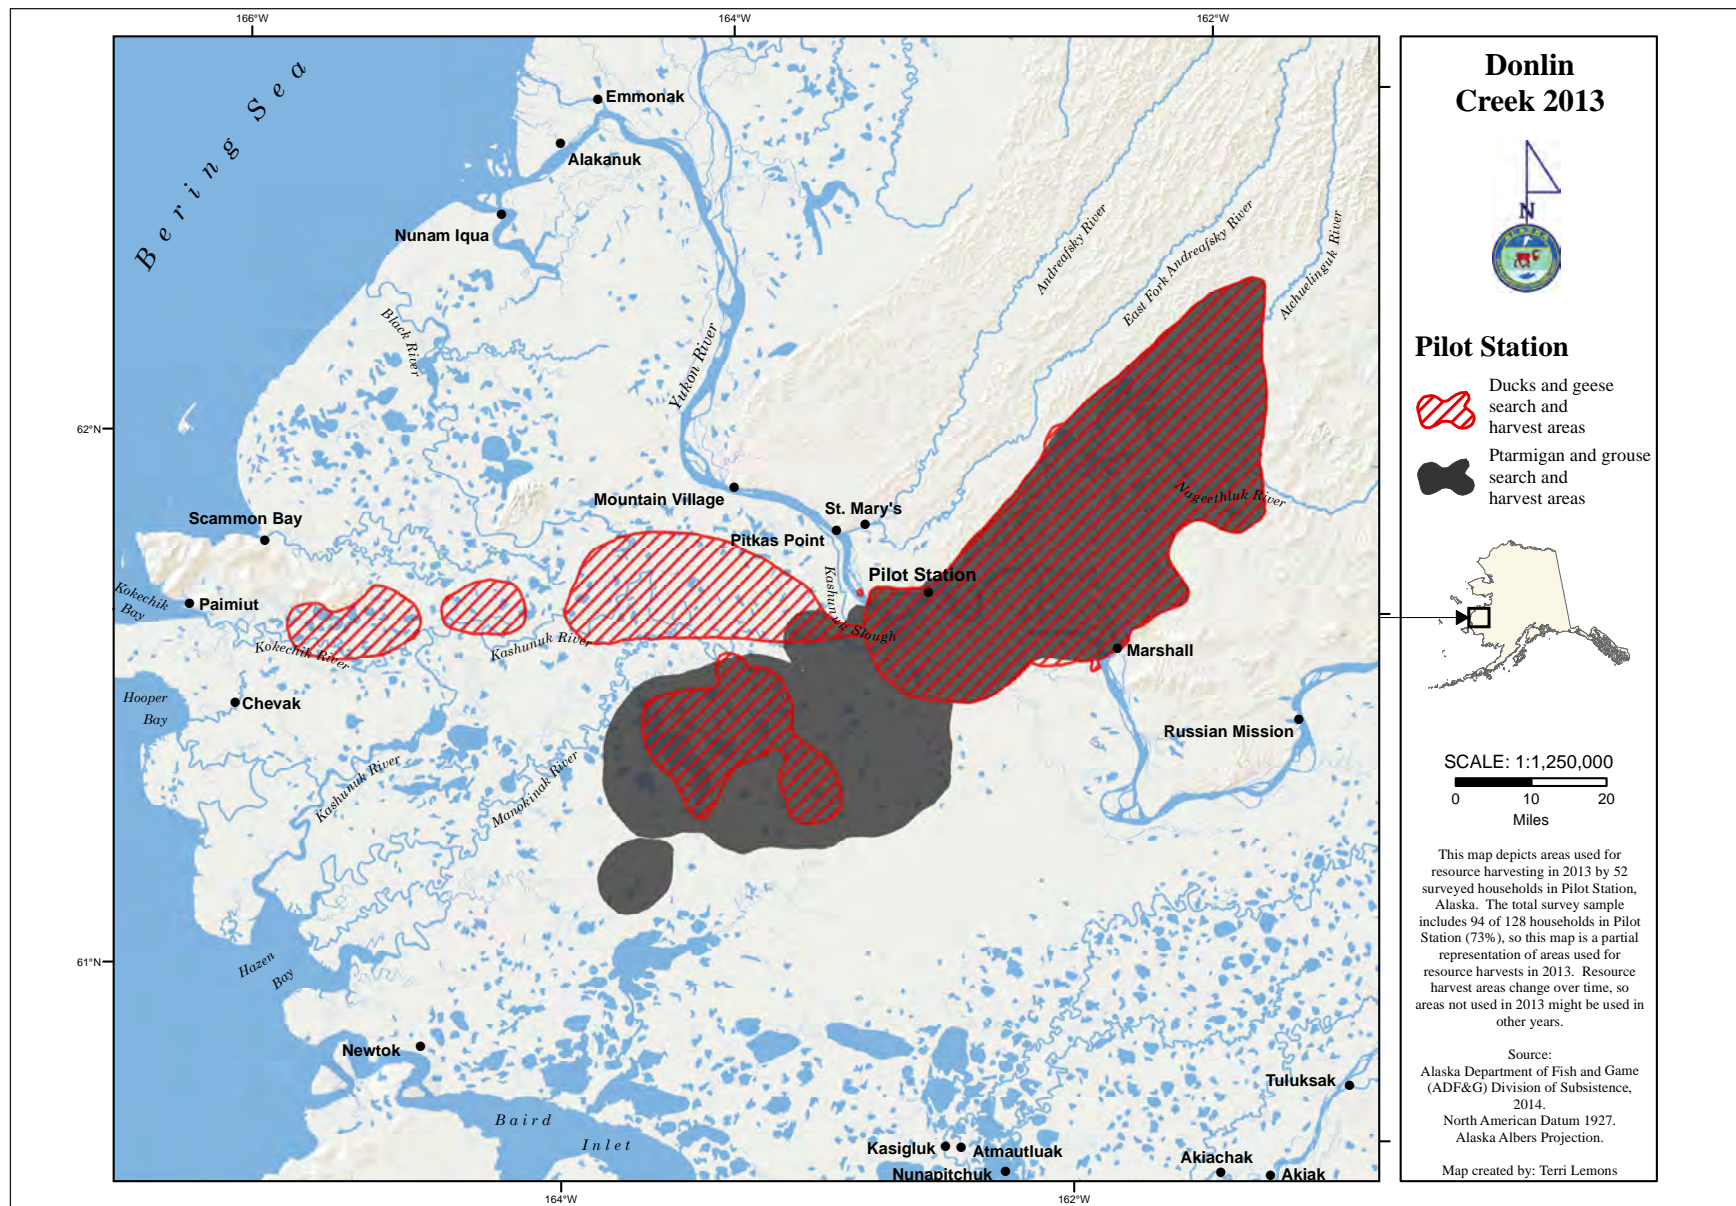 166°W
164°W
162°W
Bering Sea
Emmonak
Alakanuk
Nunam Iqua
Black River
Yukon River
Andreafsky River
East Fork Andreafsky River
Atchuelinguk River
62°N
Mountain Village
St. Mary's
Pitkas Point
Nageethluk River
Scammon Bay
Pilot Station
Kokechik
Bay
Paimiut
Kashunuk Slough
Kashunuk River
Kokechik River
Marshall
Hooper
Bay
Chevak
Russian Mission
Kashunuk River
Manokinak River
61°N
Hazen
Bay
Newtok
Baird
Inlet
Tuluksak
Kasigluk
Atmautluak
Nunapitchuk
Akiachak
Akiak
164°W
162°W
Donlin
Creek 2013
N
ALASKA
Pilot Station
Ducks and geese
search and
harvest areas
Ptarmigan and grouse
search and
harvest areas
SCALE: 1:1,250,000
0 10 20
Miles
This map depicts areas used for
resource harvesting in 2013 by 52
surveyed households in Pilot Station,
Alaska. The total survey sample
includes 94 of 128 households in Pilot
Station (73%), so this map is a partial
representation of areas used for
resource harvests in 2013. Resource
harvest areas change over time, so
areas not used in 2013 might be used in
other years.
Source:
Alaska Department of Fish and Game
(ADF&G) Division of Subsistence,
2014.
North American Datum 1927.
Alaska Albers Projection.
Map created by: Terri Lemons